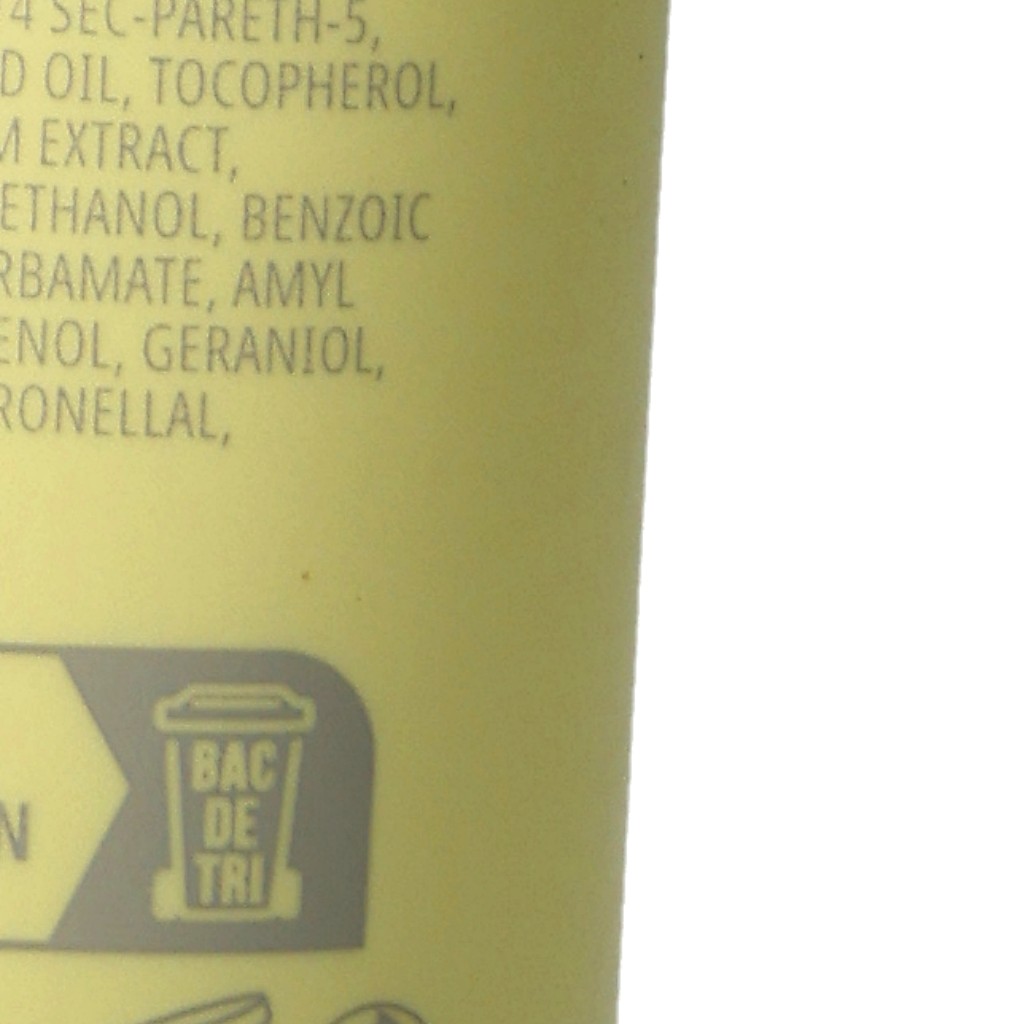 4 SEC-PARETH-5,
D OIL, TOCOPHEROL,
M EXTRACT,
ETHANOL, BENZOIC
RBAMATE, AMYL
ENOL, GERANIOL,
RONELLAL,
N
BAC
DE
TRI